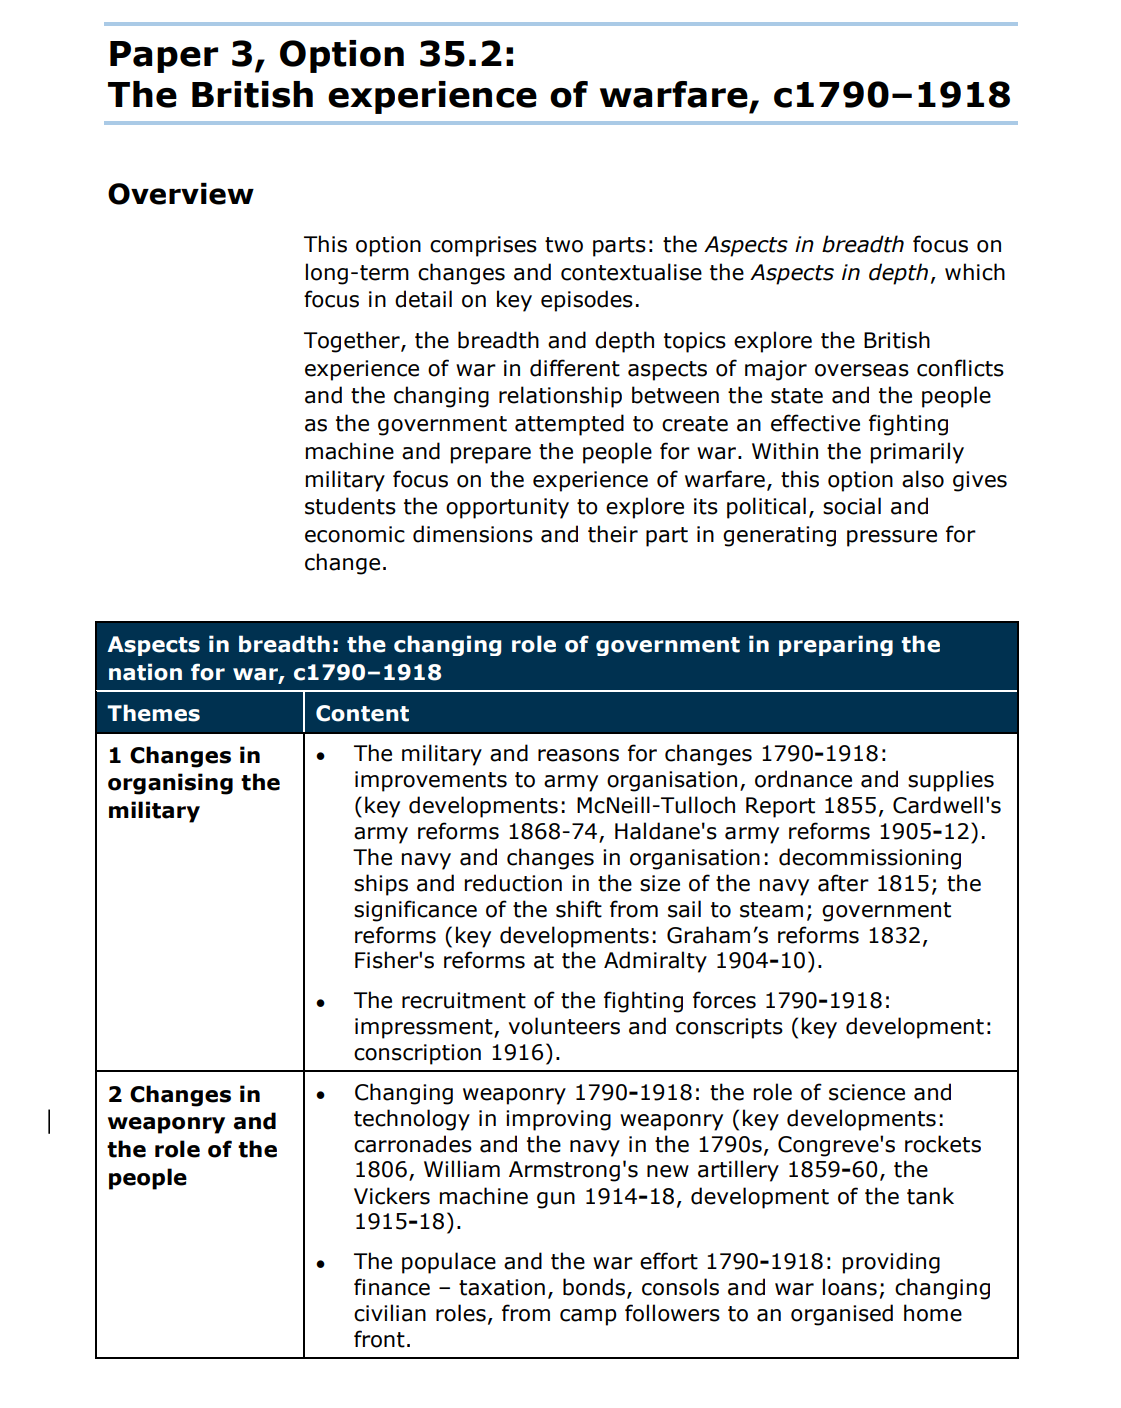 Paper 3, Option 35.2:
The British experience of warfare, c1790–1918
Overview
This option comprises two parts: the Aspects in breadth focus on
long-term changes and contextualise the Aspects in depth, which
focus in detail on key episodes.
Together, the breadth and depth topics explore the British
experience of war in different aspects of major overseas conflicts
and the changing relationship between the state and the people
as the government attempted to create an effective fighting
machine and prepare the people for war. Within the primarily
military focus on the experience of warfare, this option also gives
students the opportunity to explore its political, social and
economic dimensions and their part in generating pressure for
change.
Aspects in breadth: the changing role of government in preparing the
nation for war, c1790–1918
Themes
Content
1 Changes in
organising the
military
• The military and reasons for changes 1790-1918:
improvements to army organisation, ordnance and supplies
(key developments: McNeill-Tulloch Report 1855, Cardwell's
army reforms 1868-74, Haldane's army reforms 1905-12).
The navy and changes in organisation: decommissioning
ships and reduction in the size of the navy after 1815; the
significance of the shift from sail to steam; government
reforms (key developments: Graham’s reforms 1832,
Fisher's reforms at the Admiralty 1904-10).
• The recruitment of the fighting forces 1790-1918:
impressment, volunteers and conscripts (key development:
conscription 1916).
2 Changes in
weaponry and
the role of the
people
• Changing weaponry 1790-1918: the role of science and
technology in improving weaponry (key developments:
carronades and the navy in the 1790s, Congreve's rockets
1806, William Armstrong's new artillery 1859-60, the
Vickers machine gun 1914-18, development of the tank
1915-18).
• The populace and the war effort 1790-1918: providing
finance – taxation, bonds, consols and war loans; changing
civilian roles, from camp followers to an organised home
front.